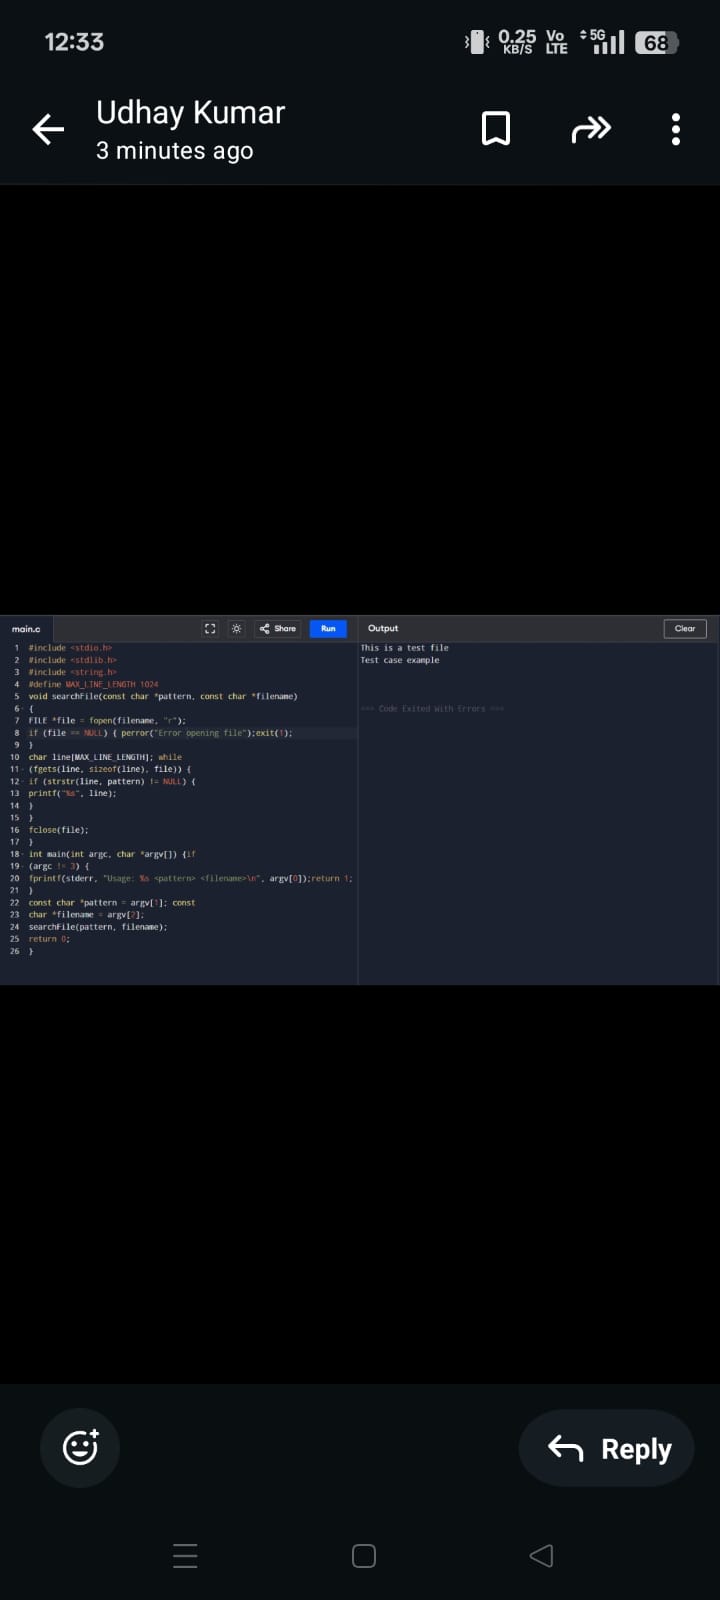 12:33
0.25 KB/S Vo LTE 5G 68
Udhay Kumar
3 minutes ago
main.c Share Run
1 #include <stdio.h>
2 #include <stdlib.h>
3 #include <string.h>
4 #define MAX_LINE_LENGTH 1024
5 void searchFile(const char *pattern, const char *filename)
6 {
7 FILE *file = fopen(filename, "r");
8 if (file == NULL) { perror("Error opening file");exit(1);
9 }
10 char line[MAX_LINE_LENGTH]; while
11 (fgets(line, sizeof(line), file)) {
12 if (strstr(line, pattern) != NULL) {
13 printf("%s", line);
14 }
15 }
16 fclose(file);
17 }
18 int main(int argc, char *argv[]) {if
19 (argc != 3) {
20 fprintf(stderr, "Usage: %s <pattern> <filename>\n", argv[0]);return 1;
21 }
22 const char *pattern = argv[1]; const
23 char *filename = argv[2];
24 searchFile(pattern, filename);
25 return 0;
26 }
Output Clear
This is a test file
Test case example
=== Code Exited With Errors ===
Reply